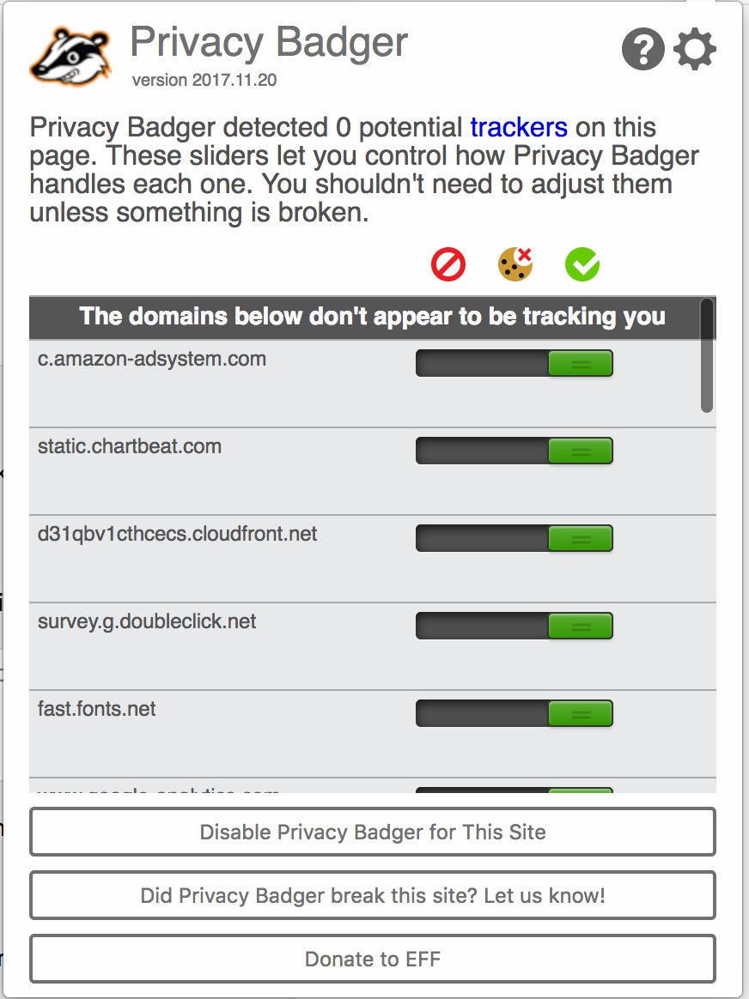 Privacy Badger
version 2017.11.20
Privacy Badger detected 0 potential trackers on this
page. These sliders let you control how Privacy Badger
handles each one. You shouldn't need to adjust them
unless something is broken.
The domains below don't appear to be tracking you
c.amazon-adsystem.com
static.chartbeat.com
d31qbv1cthcecs.cloudfront.net
survey.g.doubleclick.net
fast.fonts.net
www.google-analytics.com
Disable Privacy Badger for This Site
Did Privacy Badger break this site? Let us know!
Donate to EFF